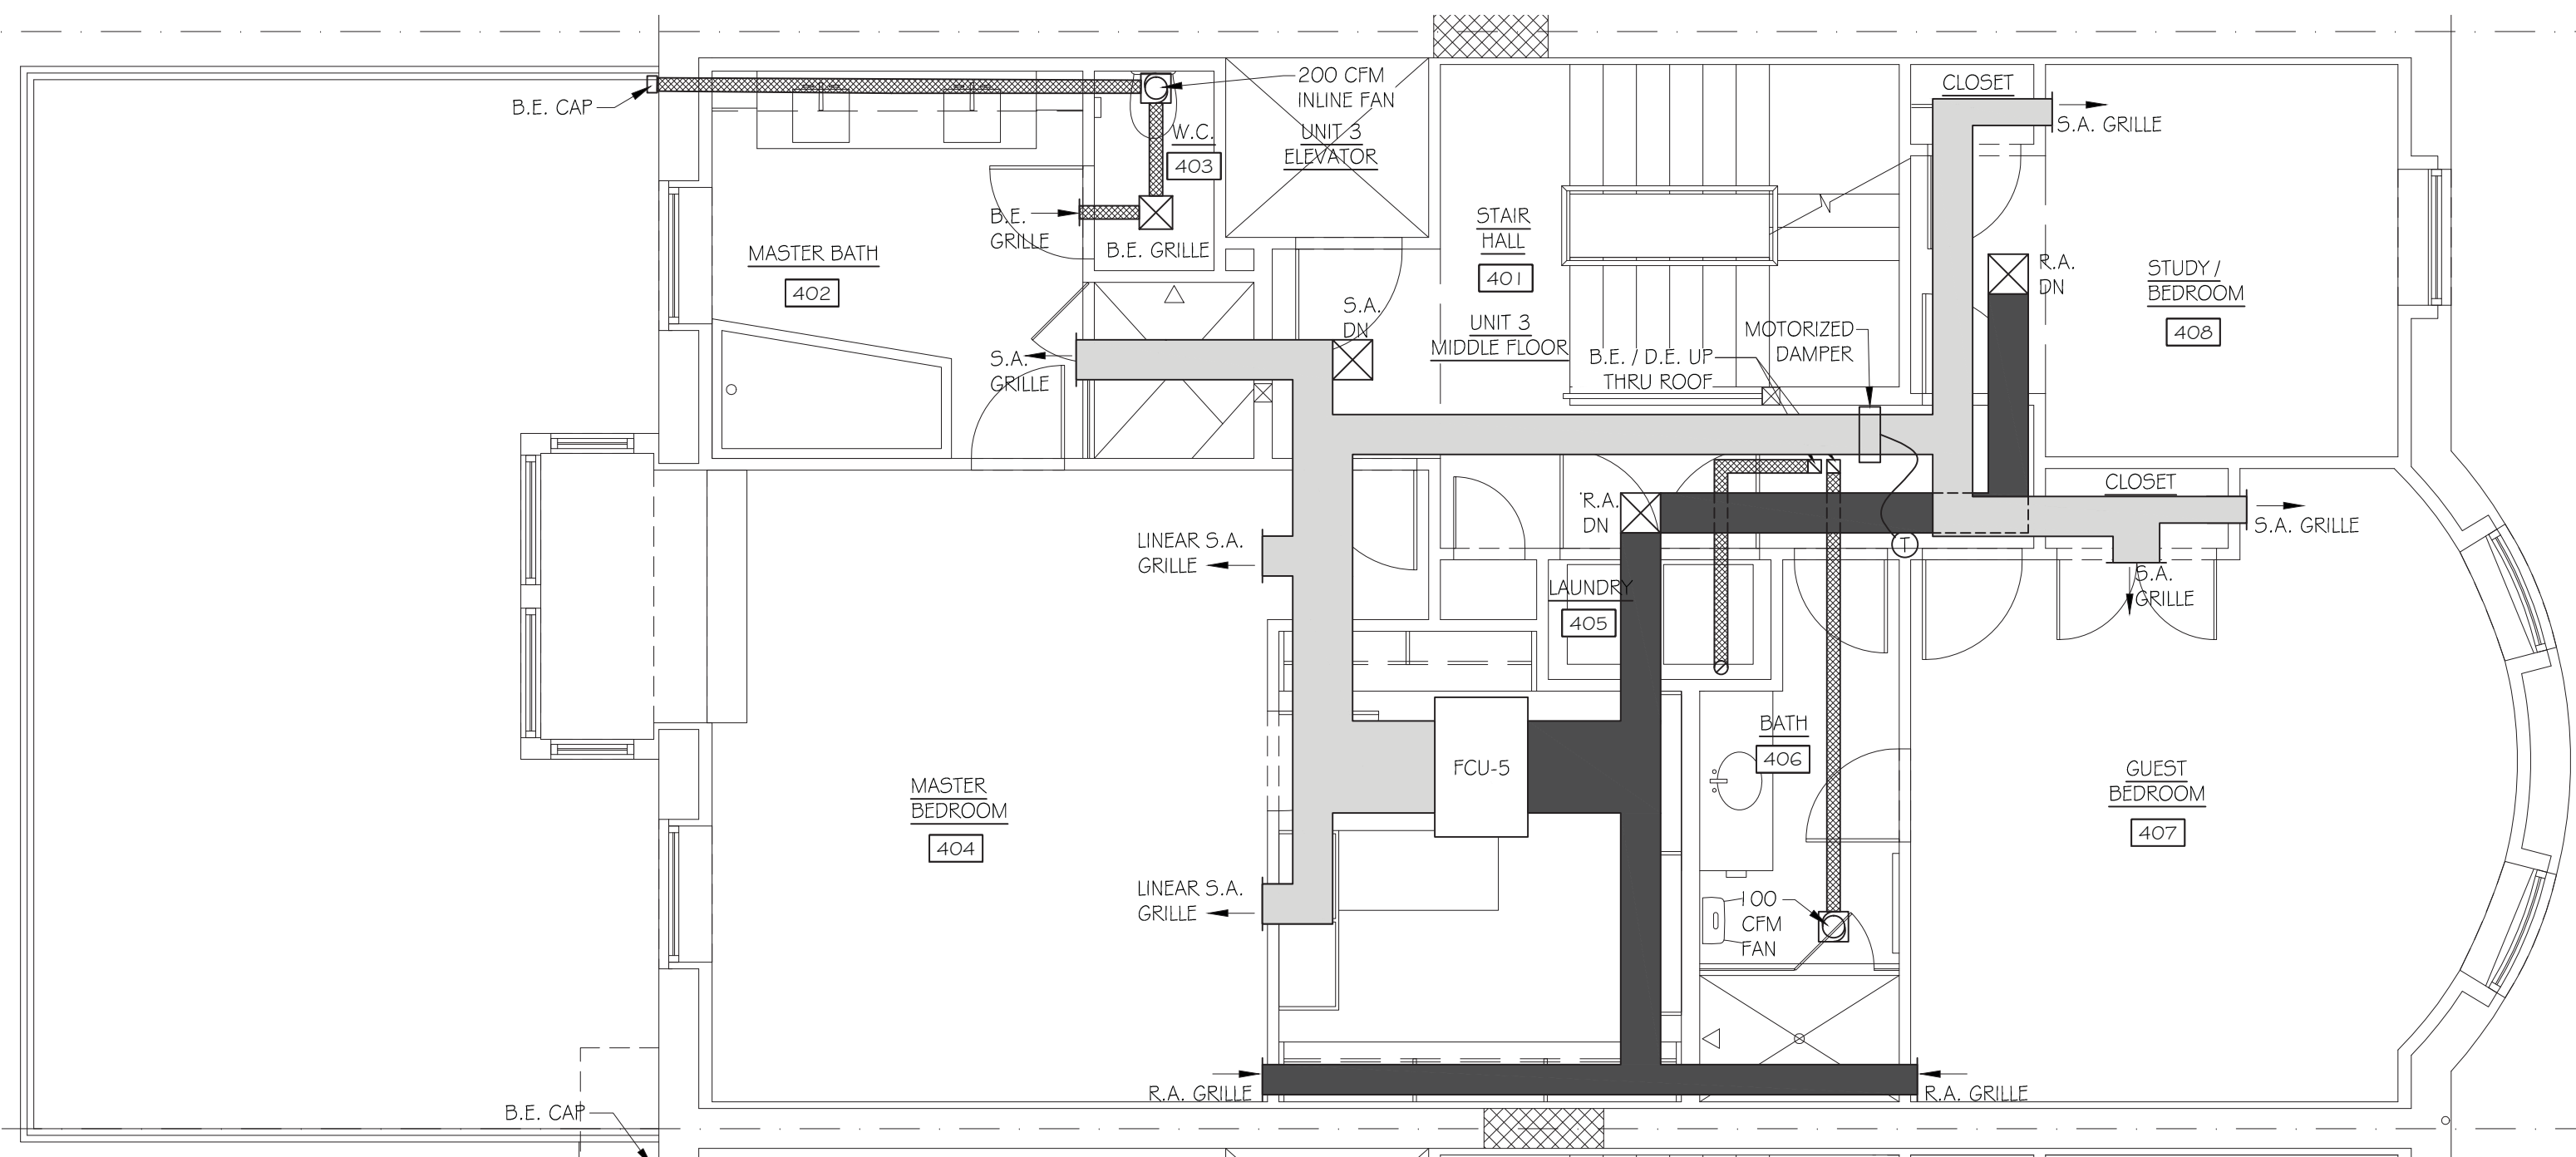 B.E. CAP
200 CFM
INLINE FAN
W.C.
403
UNIT 3
ELEVATOR
B.E.
GRILLE
B.E. GRILLE
MASTER BATH
402
S.A.
GRILLE
S.A.
DN
STAIR
HALL
401
UNIT 3
MIDDLE FLOOR
B.E. / D.E. UP
THRU ROOF
MOTORIZED
DAMPER
CLOSET
S.A. GRILLE
R.A.
DN
STUDY /
BEDROOM
408
CLOSET
S.A. GRILLE
S.A.
GRILLE
R.A.
DN
T
LINEAR S.A.
GRILLE
LAUNDRY
405
FCU-5
BATH
406
MASTER
BEDROOM
404
GUEST
BEDROOM
407
LINEAR S.A.
GRILLE
100
CFM
FAN
R.A. GRILLE
R.A. GRILLE
B.E. CAP